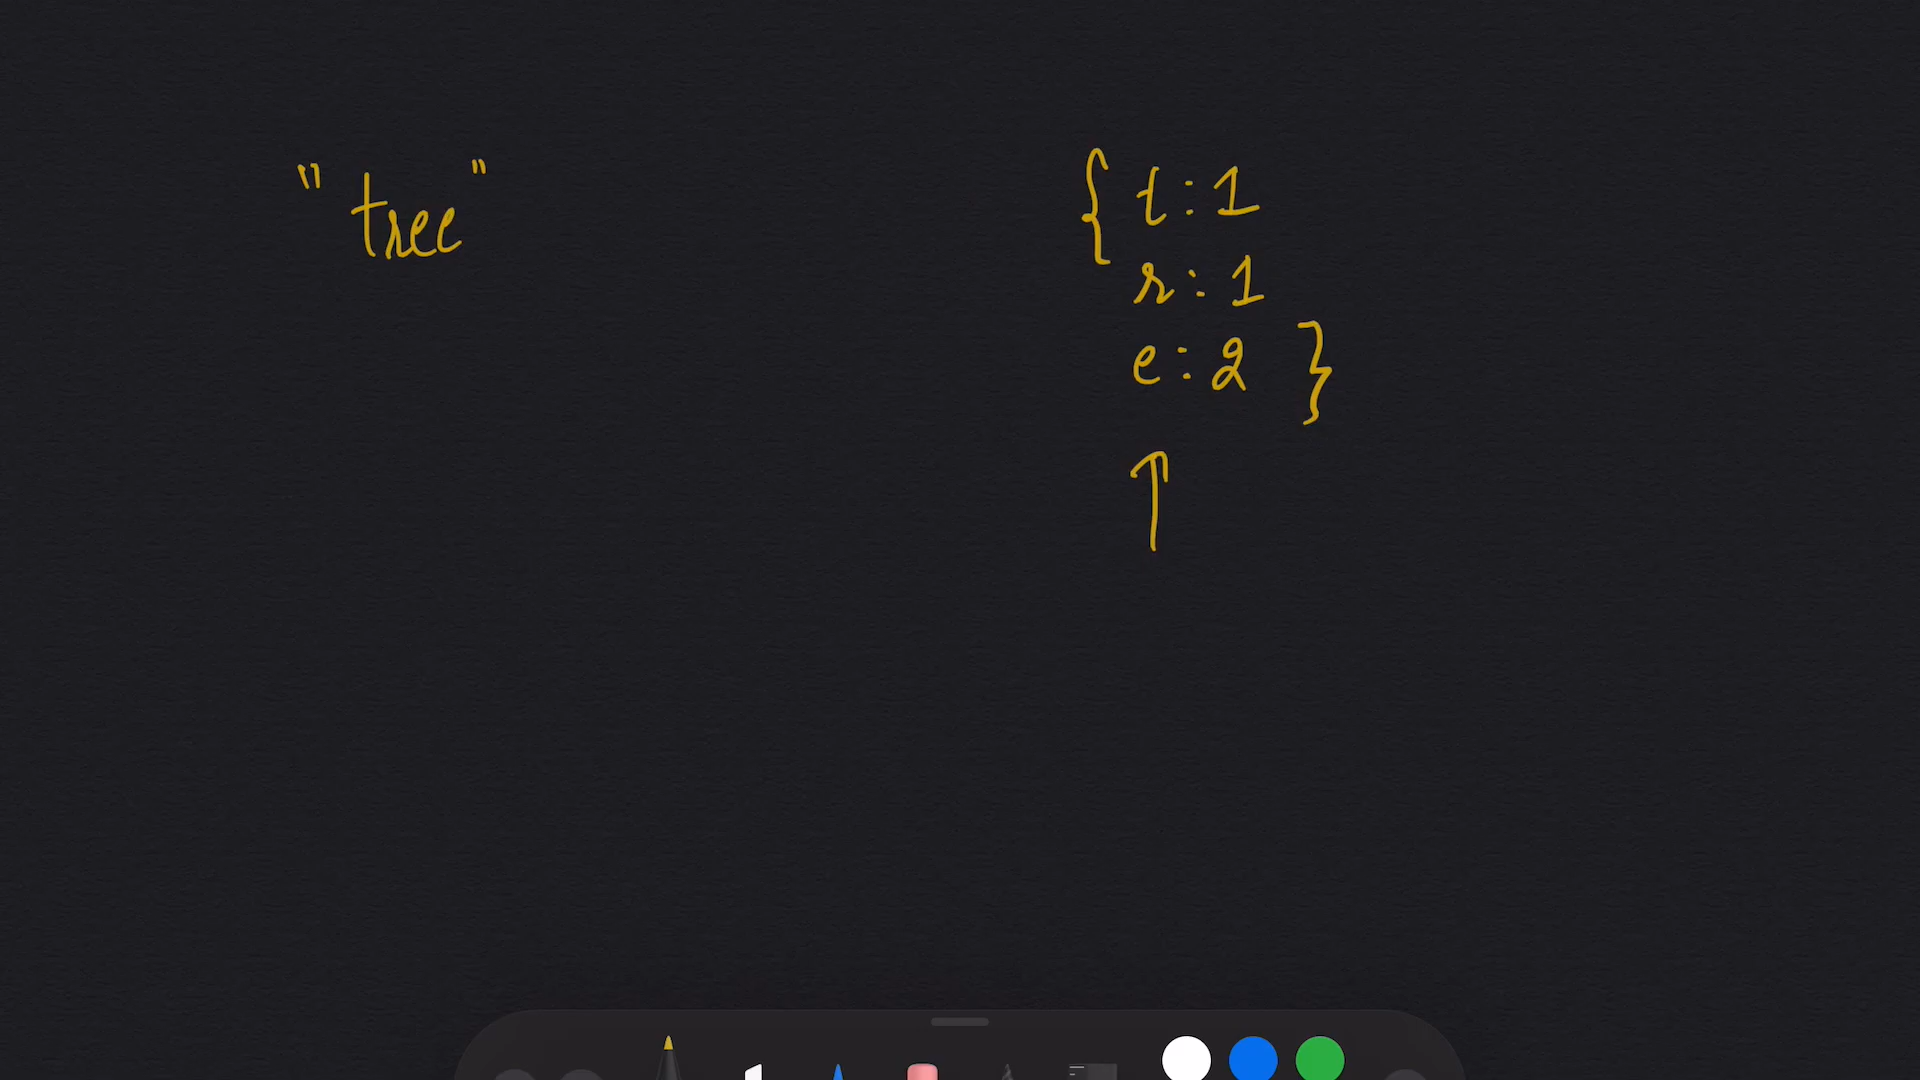 "tree"
{ t : 1
r : 1
e : 2 }